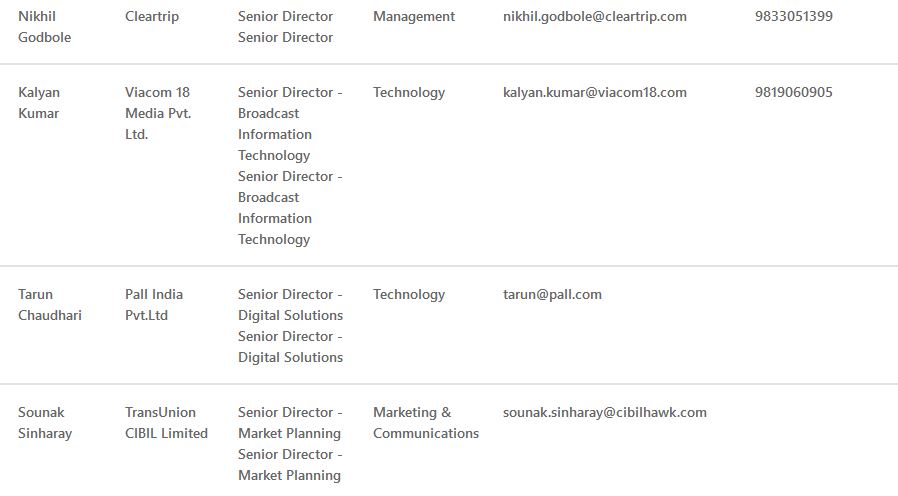 Nikhil Cleartrip Senior Director Management nikhil.godbole@cleartrip.com 9833051399
Godbole Senior Director
Kalyan Viacom 18 Senior Director - Technology kalyan.kumar@viacom18.com 9819060905
Kumar Media Pvt. Broadcast
Ltd. Information
Technology
Senior Director -
Broadcast
Information
Technology
Tarun Pall India Senior Director - Technology tarun@pall.com
Chaudhari Pvt.Ltd Digital Solutions
Senior Director -
Digital Solutions
Sounak TransUnion Senior Director - Marketing & sounak.sinharay@cibilhawk.com
Sinharay CIBIL Limited Market Planning Communications
Senior Director -
Market Planning